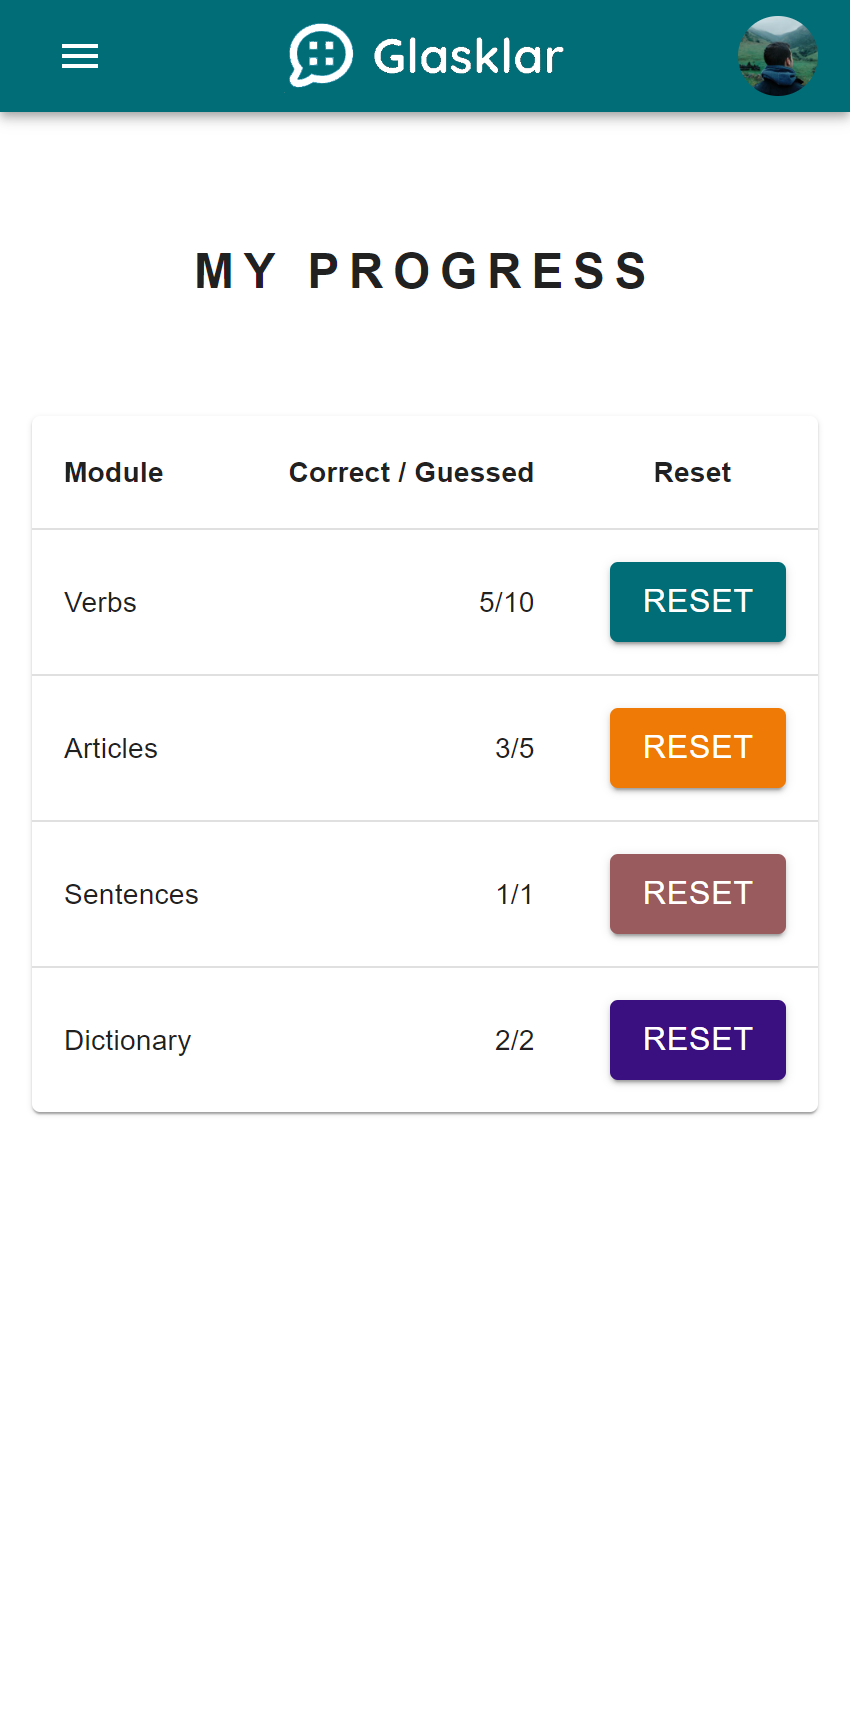 Glasklar
MY PROGRESS
Module Correct / Guessed Reset
Verbs 5/10 RESET
Articles 3/5 RESET
Sentences 1/1 RESET
Dictionary 2/2 RESET